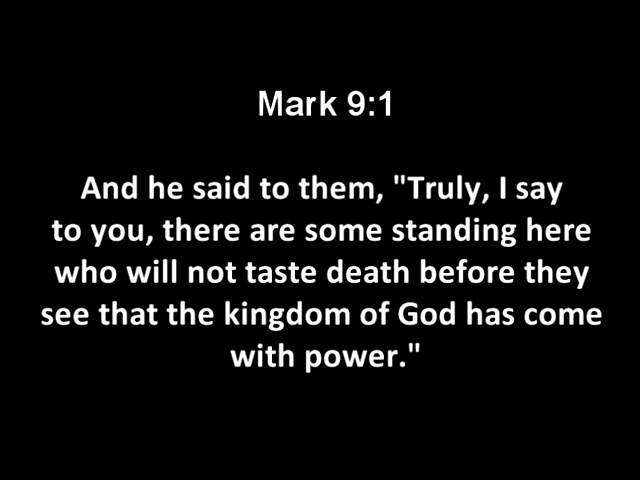 Mark 9:1
And he said to them, "Truly, I say
to you, there are some standing here
who will not taste death before they
see that the kingdom of God has come
with power."